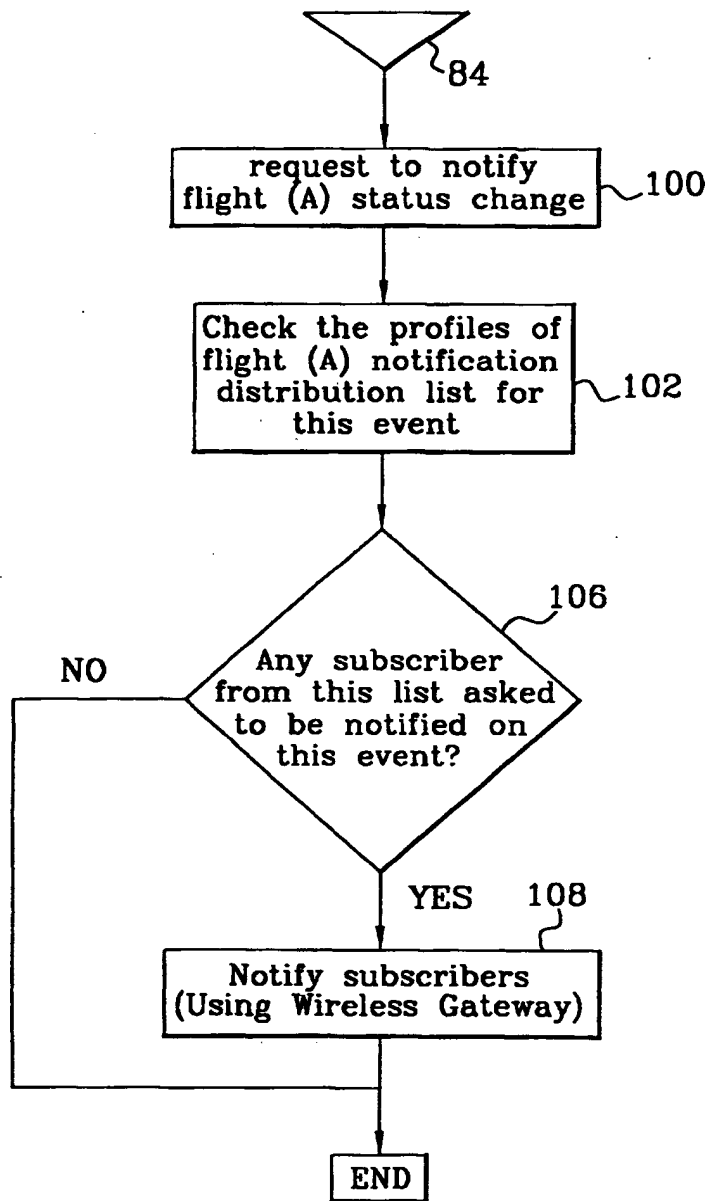 84
request to notify
flight (A) status change
100
Check the profiles of
flight (A) notification
distribution list for
this event
102
106
NO
Any subscriber
from this list asked
to be notified on
this event?
YES
108
Notify subscribers
(Using Wireless Gateway)
END